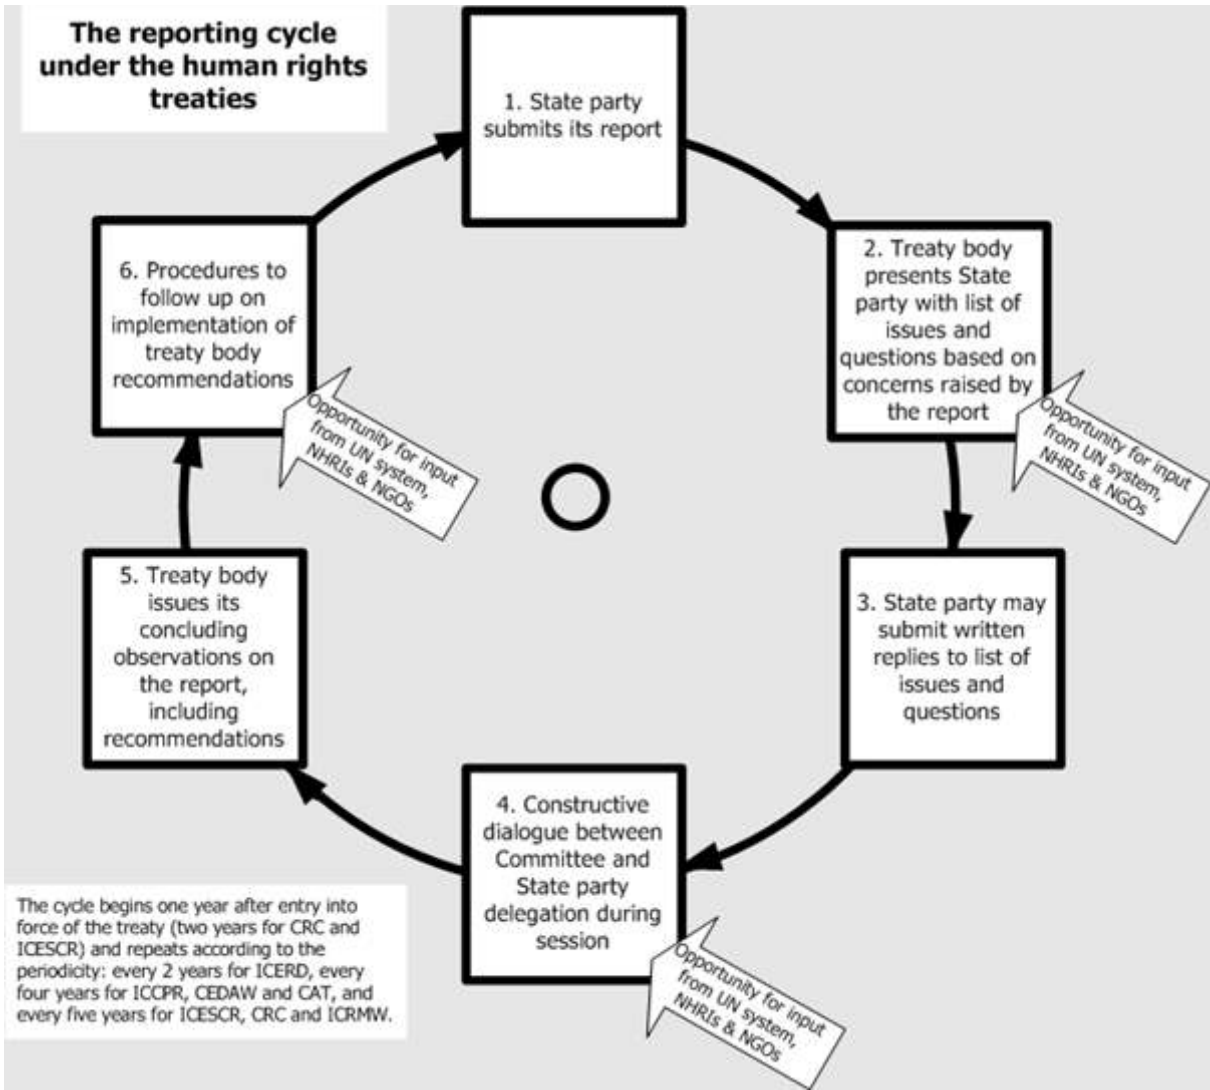 The reporting cycle
under the human rights
treaties
1. State party
submits its report
2. Treaty body
presents State
party with list of
issues and
questions based on
concerns raised by
the report
Opportunity for input
from UN system,
NHRIs & NGOs
3. State party may
submit written
replies to list of
issues and
questions
4. Constructive
dialogue between
Committee and
State party
delegation during
session
Opportunity for input
from UN system,
NHRIs & NGOs
5. Treaty body
issues its
concluding
observations on
the report,
including
recommendations
6. Procedures to
follow up on
implementation of
treaty body
recommendations
Opportunity for input
from UN system,
NHRIs & NGOs
The cycle begins one year after entry into
force of the treaty (two years for CRC and
ICESCR) and repeats according to the
periodicity: every 2 years for ICERD, every
four years for ICCPR, CEDAW and CAT, and
every five years for ICESCR, CRC and ICRMW.